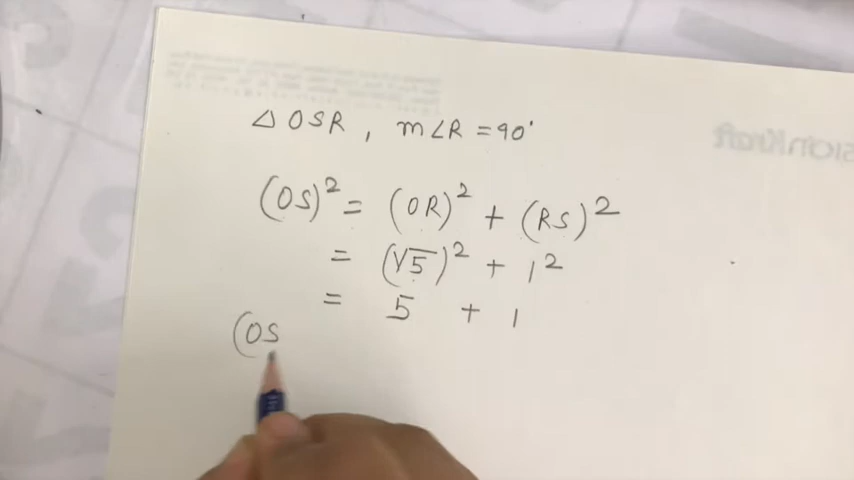 △ OSR, m∠R = 90°
(OS)² = (OR)² + (RS)²
= (√5)² + 1²
= 5 + 1
(OS